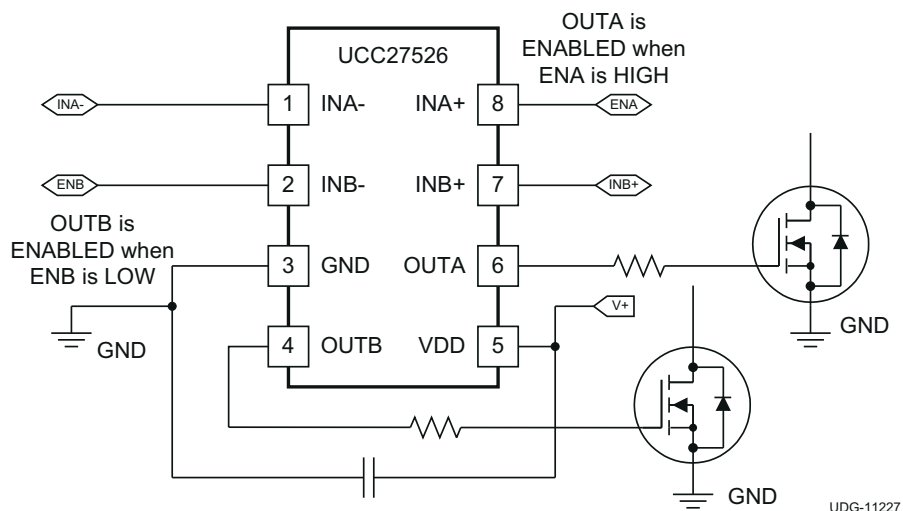 OUTA is
ENABLED when
ENA is HIGH
UCC27526
INA-
1
INA-
INA+
8
ENA
ENB
2
INB-
INB+
7
INB+
OUTB is
ENABLED when
ENB is LOW
3
GND
OUTA
6
GND
V+
GND
4
OUTB
VDD
5
GND
UDG-11227